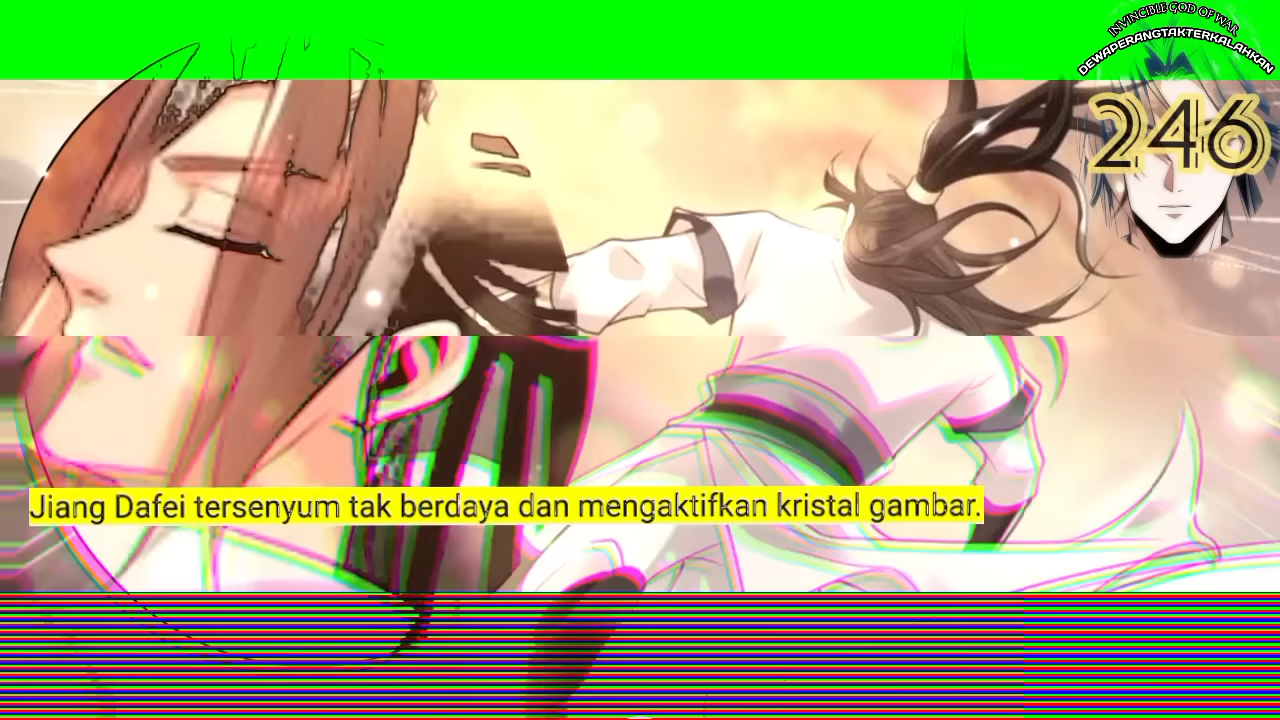 INVINCIBLE GOD OF WAR
DEWAPERANGTAKTERKALAHKAN
246
Jiang Dafei tersenyum tak berdaya dan mengaktifkan kristal gambar.